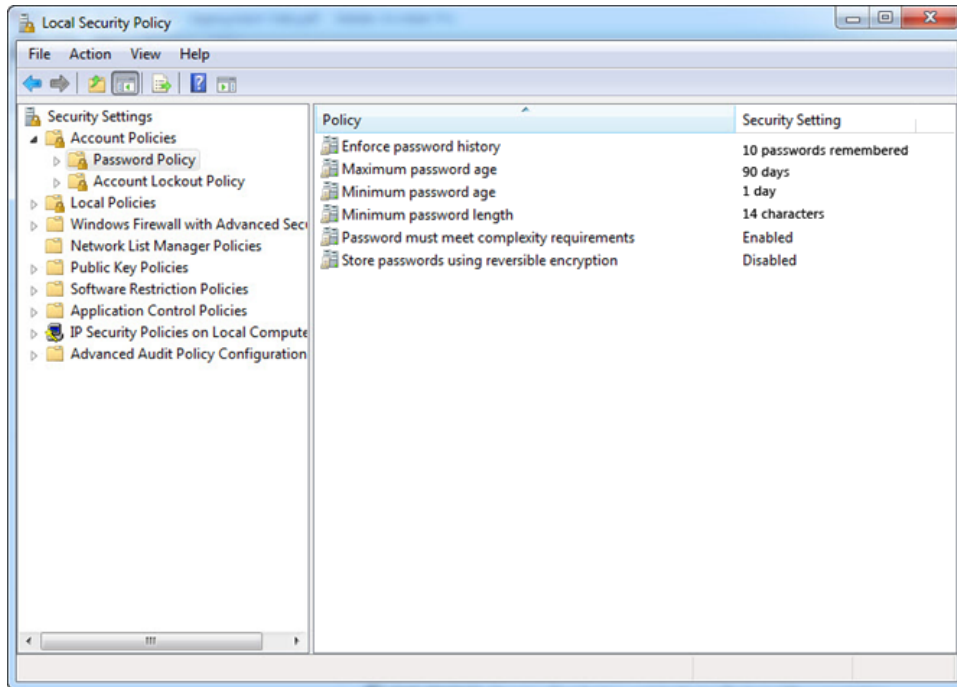 Local Security Policy
File Action View Help
Security Settings
Account Policies
Password Policy
Account Lockout Policy
Local Policies
Windows Firewall with Advanced Secu
Network List Manager Policies
Public Key Policies
Software Restriction Policies
Application Control Policies
IP Security Policies on Local Compute
Advanced Audit Policy Configuration
Policy Security Setting
Enforce password history 10 passwords remembered
Maximum password age 90 days
Minimum password age 1 day
Minimum password length 14 characters
Password must meet complexity requirements Enabled
Store passwords using reversible encryption Disabled